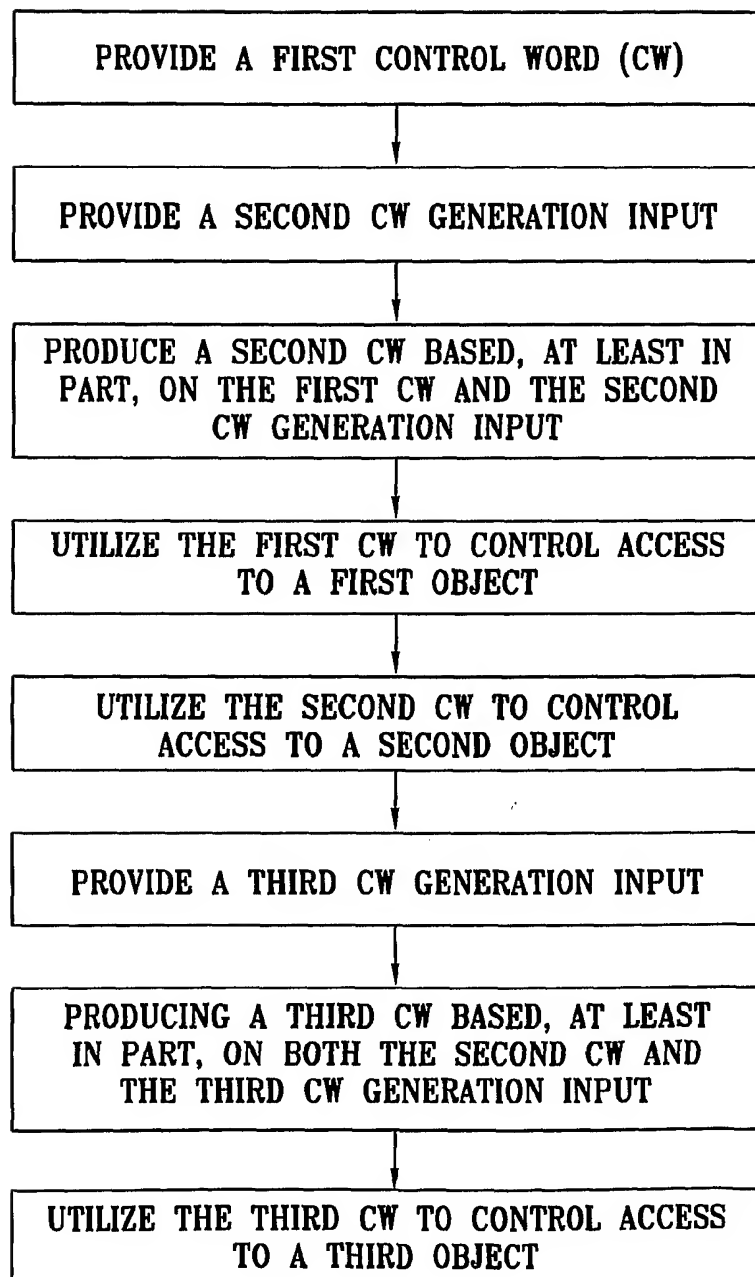 PROVIDE A FIRST CONTROL WORD (CW)
PROVIDE A SECOND CW GENERATION INPUT
PRODUCE A SECOND CW BASED, AT LEAST IN
PART, ON THE FIRST CW AND THE SECOND
CW GENERATION INPUT
UTILIZE THE FIRST CW TO CONTROL ACCESS
TO A FIRST OBJECT
UTILIZE THE SECOND CW TO CONTROL
ACCESS TO A SECOND OBJECT
PROVIDE A THIRD CW GENERATION INPUT
PRODUCING A THIRD CW BASED, AT LEAST
IN PART, ON BOTH THE SECOND CW AND
THE THIRD CW GENERATION INPUT
UTILIZE THE THIRD CW TO CONTROL ACCESS
TO A THIRD OBJECT